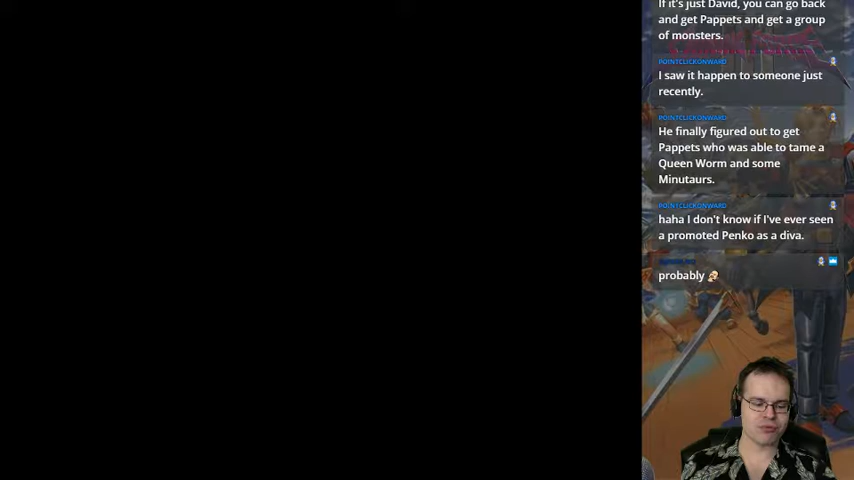 If it's just David, you can go back
and get Pappets and get a group
of monsters.
POINTCLICKONWARD
I saw it happen to someone just
recently.
POINTCLICKONWARD
He finally figured out to get
Pappets who was able to tame a
Queen Worm and some
Minutaurs.
POINTCLICKONWARD
haha I don't know if I've ever seen
a promoted Penko as a diva.
probably